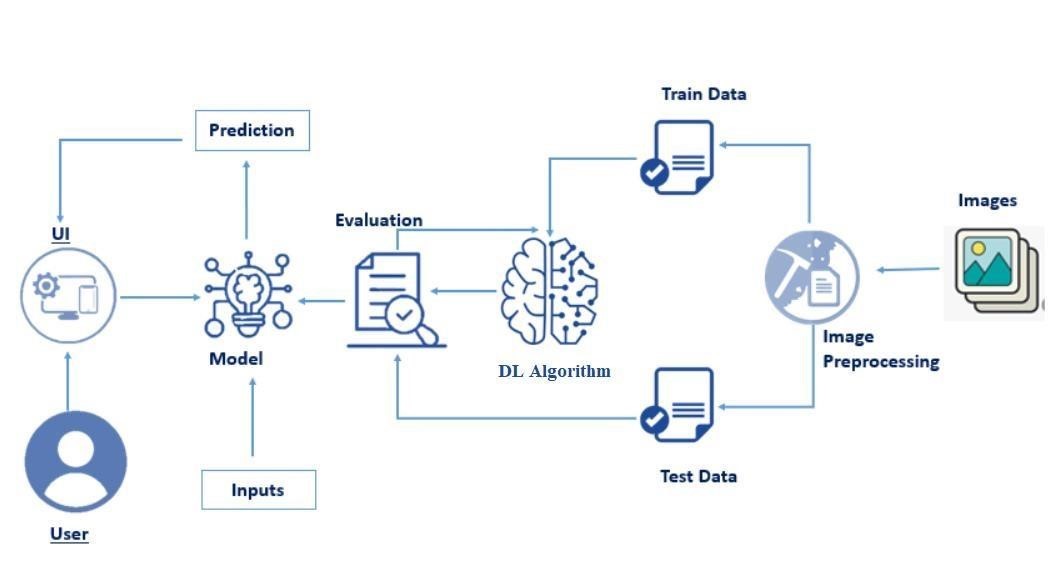 Train Data
Prediction
Images
Evaluation
UI
Image
Preprocessing
Model
DL Algorithm
Test Data
Inputs
User